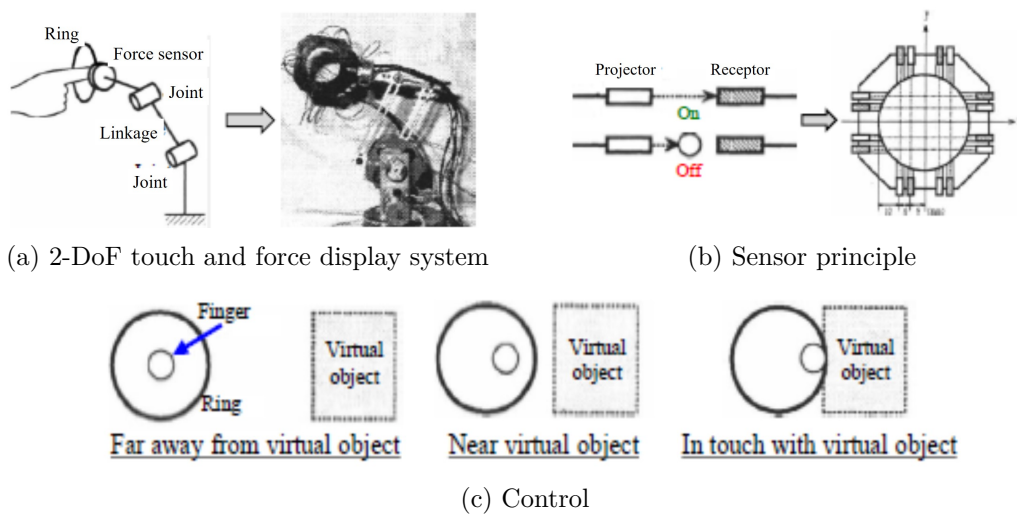 Ring
Force sensor
Joint
Linkage
Joint
(a) 2-DoF touch and force display system
Projector
Receptor
On
Off
y
(b) Sensor principle
Finger
Virtual
object
Ring
Far away from virtual object
Virtual
object
Near virtual object
Virtual
object
In touch with virtual object
(c) Control